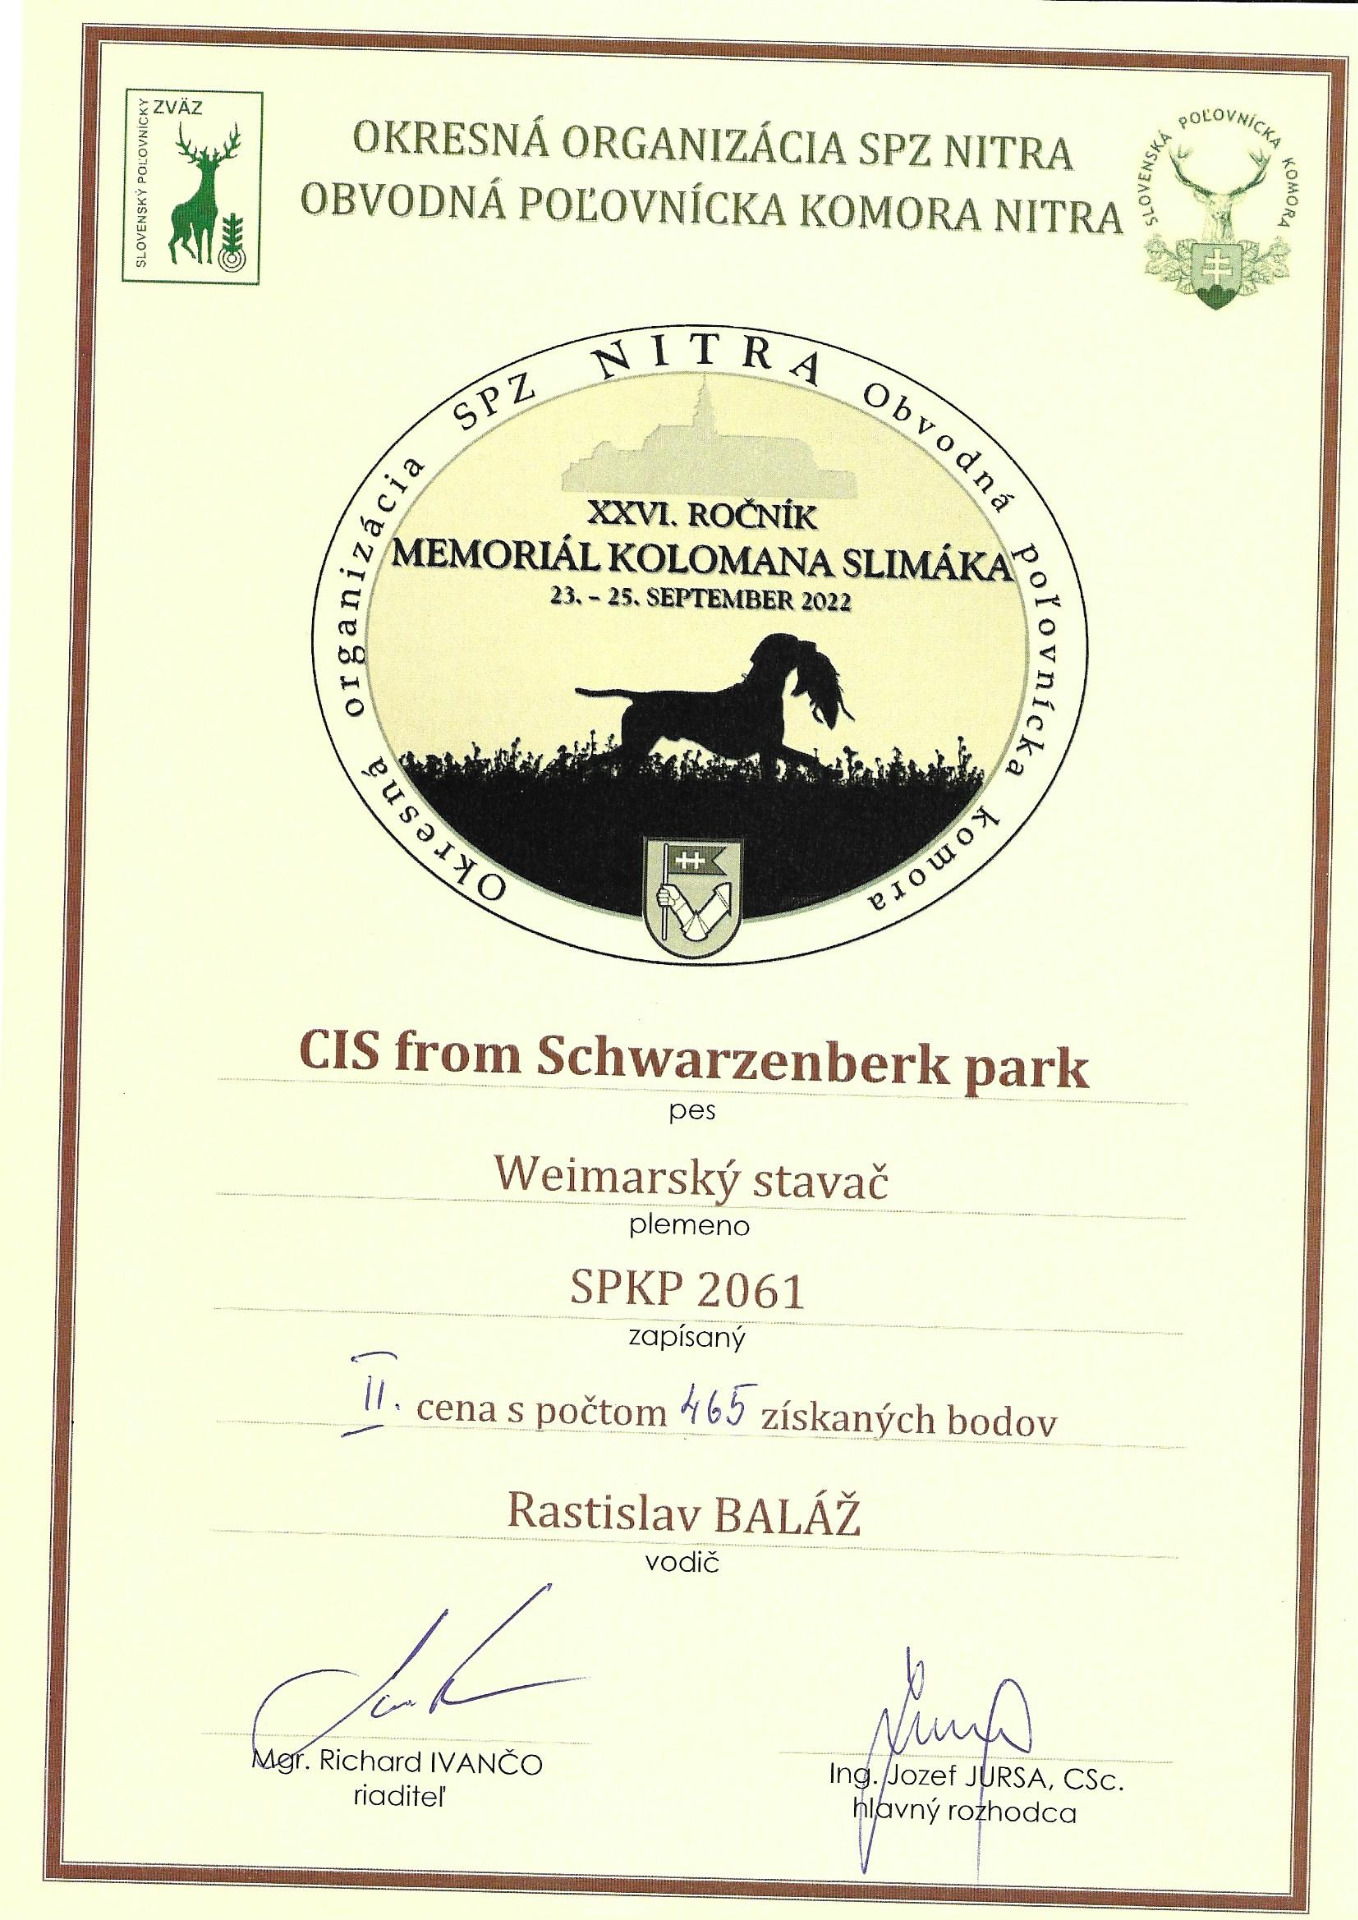 SLOVENSKÝ POĽOVNÍCKY ZVÄZ
OKRESNÁ ORGANIZÁCIA SPZ NITRA
OBVODNÁ POĽOVNÍCKA KOMORA NITRA
SLOVENSKÁ POĽOVNÍCKA KOMORA
Okresná organizácia SPZ NITRA Obvodná poľovnícka komora
XXVI. ROČNÍK
MEMORIÁL KOLOMANA SLIMÁKA
23. - 25. SEPTEMBER 2022
CIS from Schwarzenberk park
pes
Weimarský stavač
plemeno
SPKP 2061
zapísaný
II. cena s počtom 465 získaných bodov
Rastislav BALÁŽ
vodič
Mgr. Richard IVANČO
riaditeľ
Ing. Jozef JURSA, CSc.
hlavný rozhodca